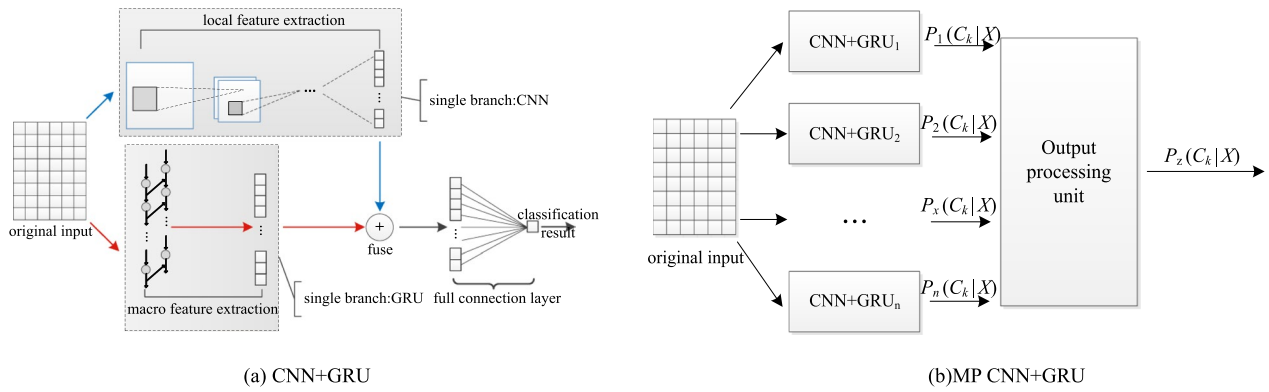 local feature extraction
single branch:CNN
original input
+
fuse
classification
result
single branch:GRU
full connection layer
macro feature extraction
(a) CNN+GRU
CNN+GRU1
P1(Ck|X)
CNN+GRU2
P2(Ck|X)
Output
processing
unit
Pz(Ck|X)
...
Px(Ck|X)
original input
CNN+GRUn
Pn(Ck|X)
(b)MP CNN+GRU